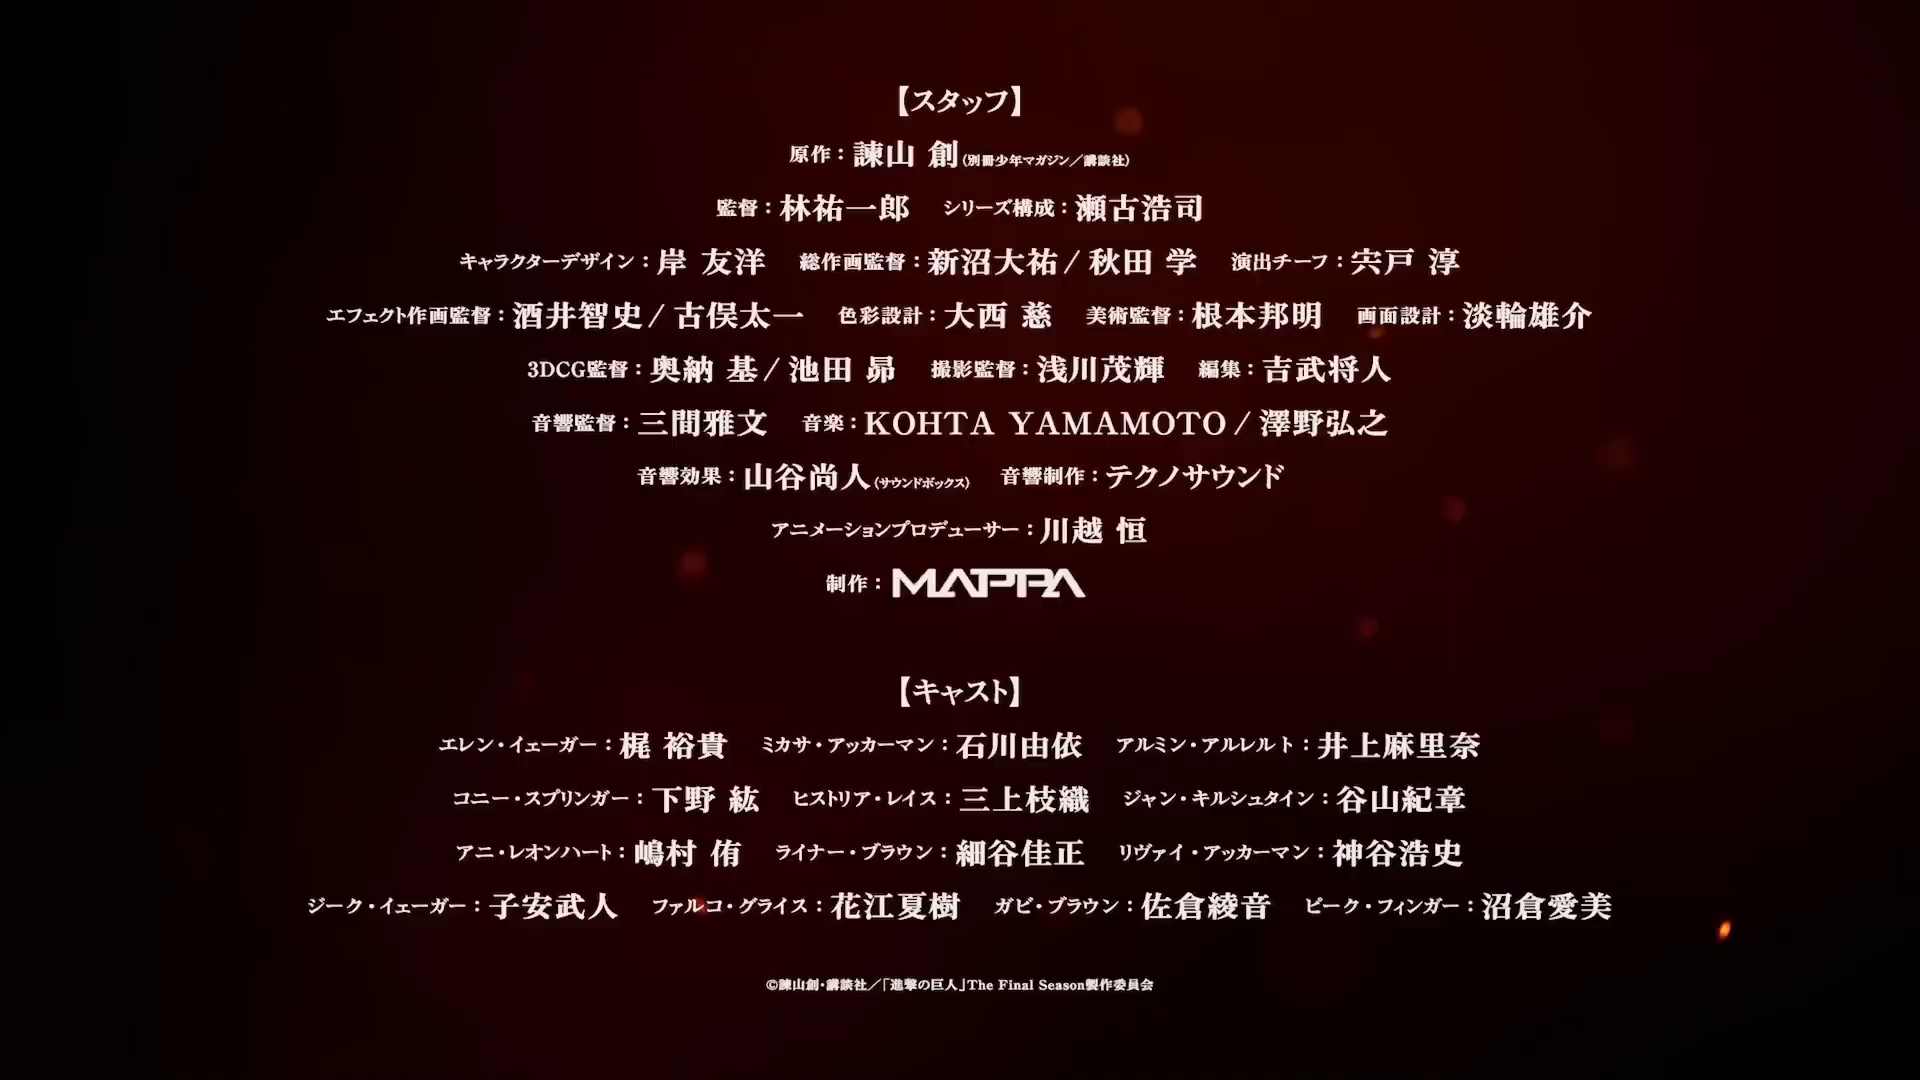 【スタッフ】
原作：諫山 創（別冊少年マガジン／講談社）
監督：林祐一郎 シリーズ構成：瀬古浩司
キャラクターデザイン：岸 友洋 総作画監督：新沼大祐／秋田 学 演出チーフ：宍戸 淳
エフェクト作画監督：酒井智史／古俣太一 色彩設計：大西 慈 美術監督：根本邦明 画面設計：淡輪雄介
3DCG監督：奥納 基／池田 昴 撮影監督：浅川茂輝 編集：吉武将人
音響監督：三間雅文 音楽：KOHTA YAMAMOTO／澤野弘之
音響効果：山谷尚人（サウンドボックス） 音響制作：テクノサウンド
アニメーションプロデューサー：川越 恒
制作：MAPPA
【キャスト】
エレン・イェーガー：梶 裕貴 ミカサ・アッカーマン：石川由依 アルミン・アルレルト：井上麻里奈
コニー・スプリンガー：下野 紘 ヒストリア・レイス：三上枝織 ジャン・キルシュタイン：谷山紀章
アニ・レオンハート：嶋村 侑 ライナー・ブラウン：細谷佳正 リヴァイ・アッカーマン：神谷浩史
ジーク・イェーガー：子安武人 ファルコ・グライス：花江夏樹 ガビ・ブラウン：佐倉綾音 ピーク・フィンガー：沼倉愛美
©諫山創・講談社／「進撃の巨人」The Final Season製作委員会